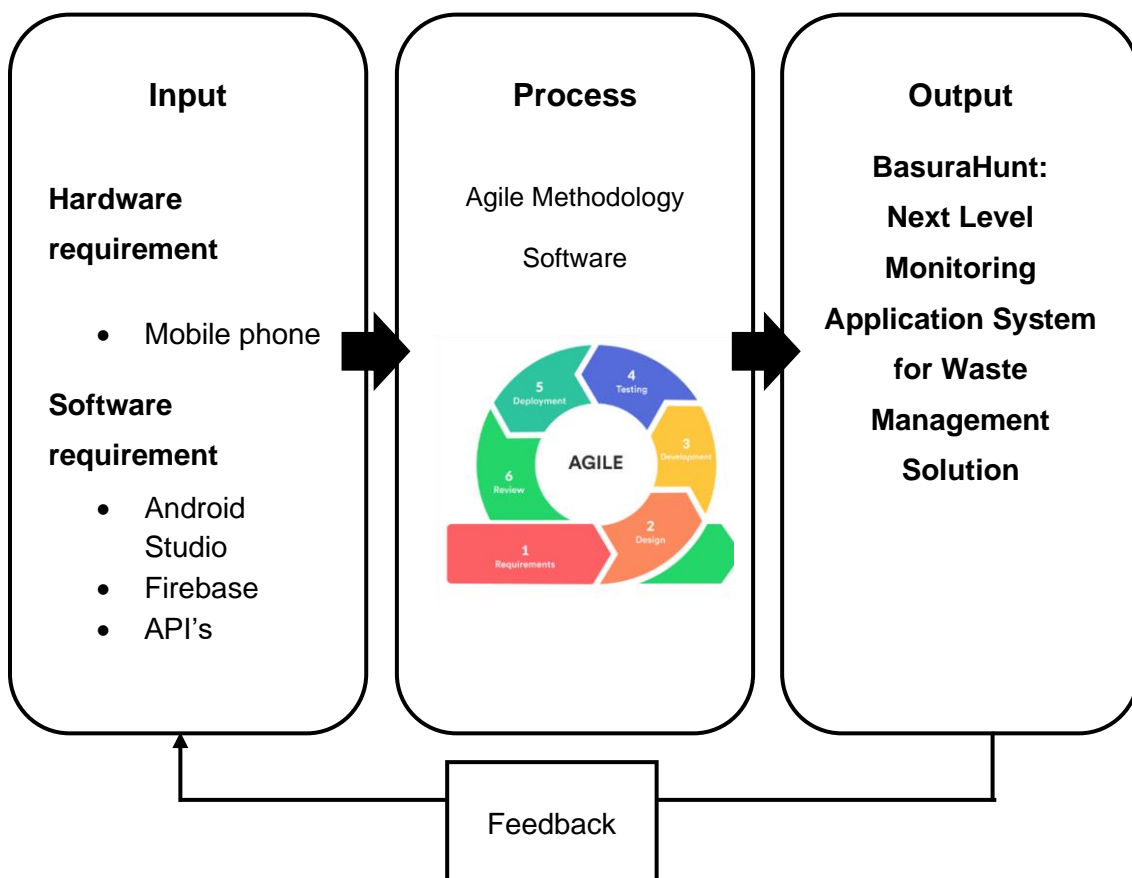 Input
Hardware
requirement
• Mobile phone
Software
requirement
• Android
Studio
• Firebase
• API’s
Process
Agile Methodology
Software
5
Deployment
4
Testing
3
Development
AGILE
6
Review
2
Design
1
Requirements
Output
BasuraHunt:
Next Level
Monitoring
Application System
for Waste
Management
Solution
Feedback